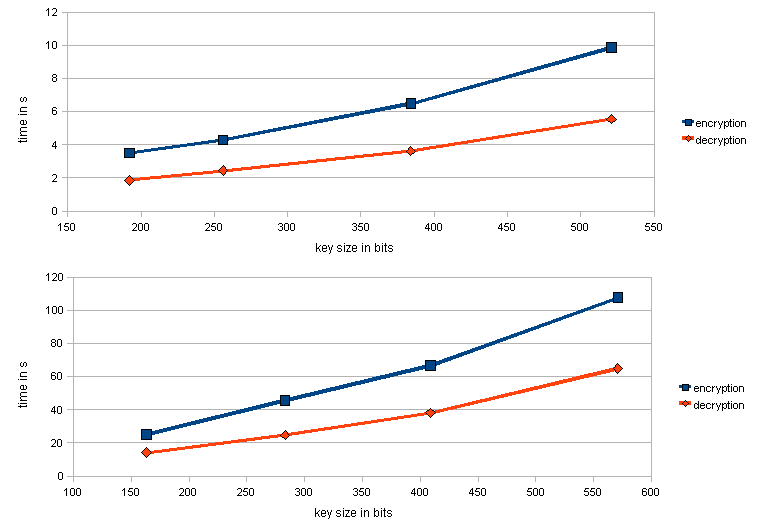 12
10
8
6
4
2
0
time in s
150 200 250 300 350 400 450 500 550
key size in bits
encryption
decryption
120
100
80
60
40
20
0
time in s
100 150 200 250 300 350 400 450 500 550 600
key size in bits
encryption
decryption